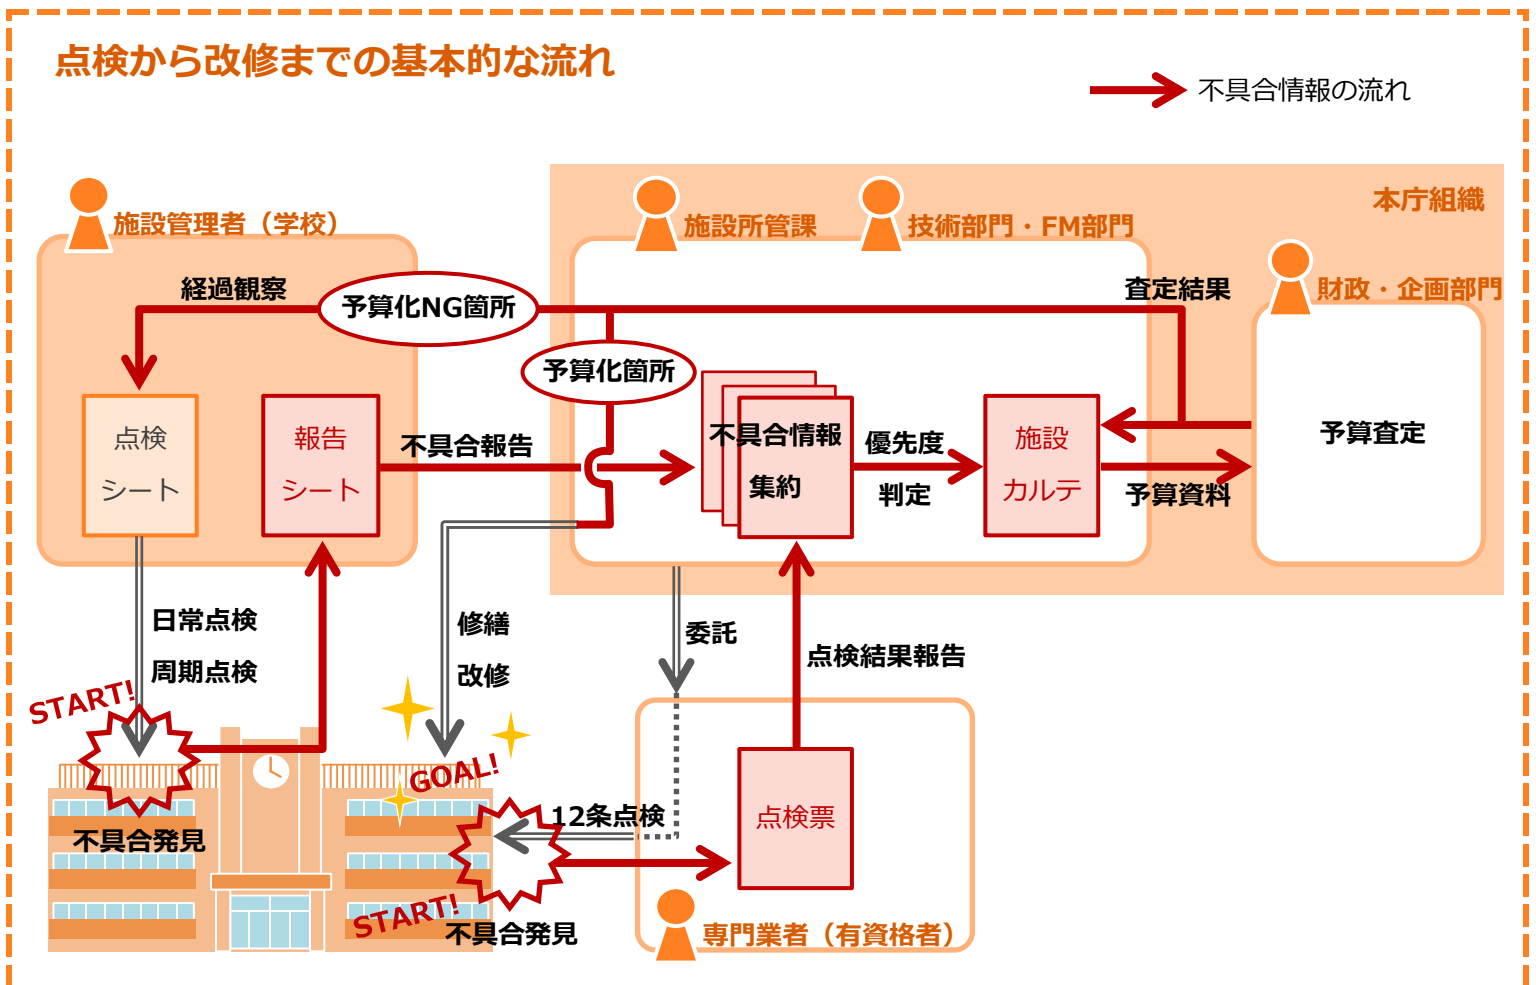 点検から改修までの基本的な流れ
不具合情報の流れ
本庁組織
施設管理者（学校）
施設所管課
技術部門・FM部門
財政・企画部門
経過観察
予算化NG箇所
査定結果
予算化箇所
点検
シート
報告
シート
不具合報告
不具合情報
集約
優先度
判定
施設
カルテ
予算資料
予算査定
日常点検
周期点検
修繕
改修
委託
点検結果報告
START!
GOAL!
不具合発見
12条点検
点検票
START!
不具合発見
専門業者（有資格者）